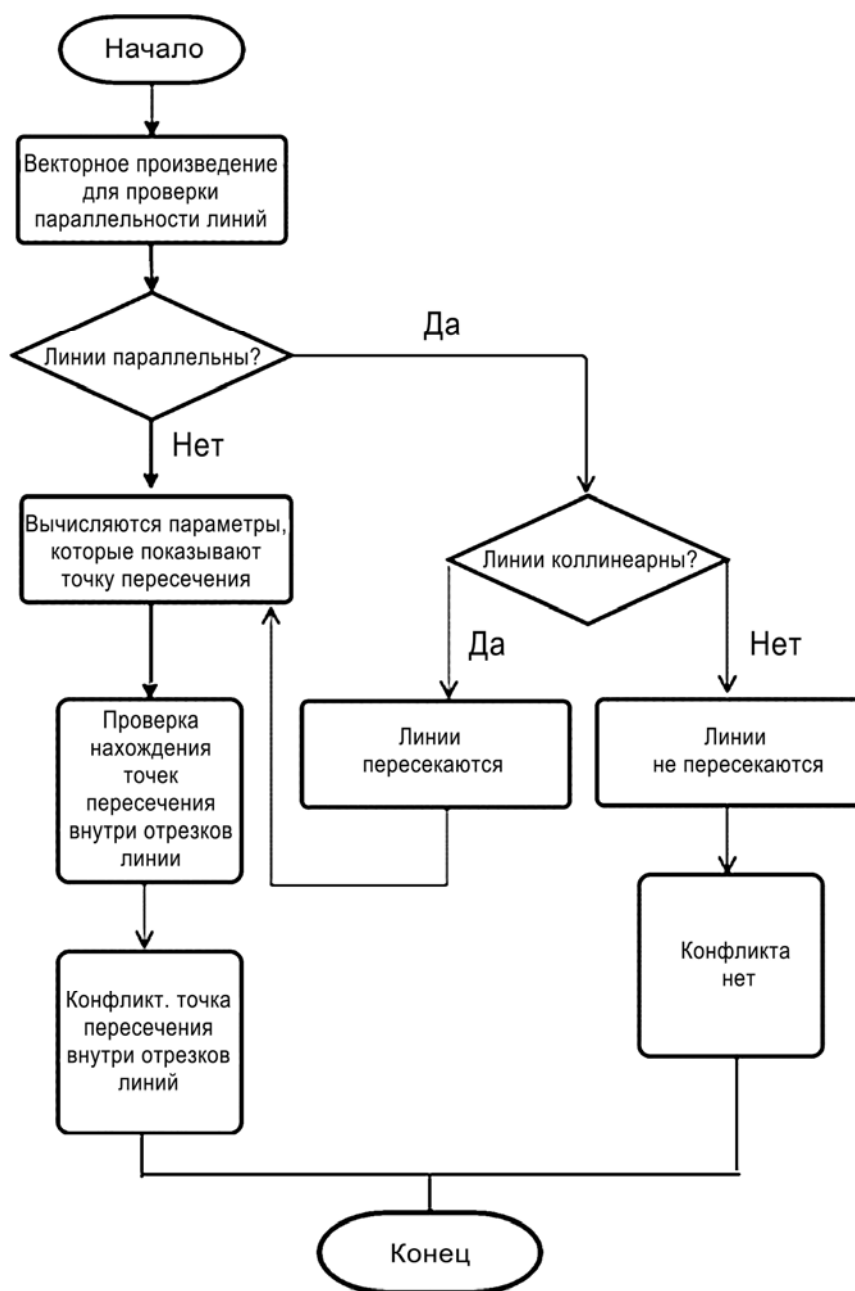 Начало
Векторное произведение
для проверки
параллельности линий
Линии параллельны?
Да
Нет
Вычисляются параметры,
которые показывают
точку пересечения
Линии коллинеарны?
Да
Нет
Проверка
нахождения
точек
пересечения
внутри отрезков
линии
Линии
пересекаются
Линии
не пересекаются
Конфликт. точка
пересечения
внутри отрезков
линий
Конфликта
нет
Конец